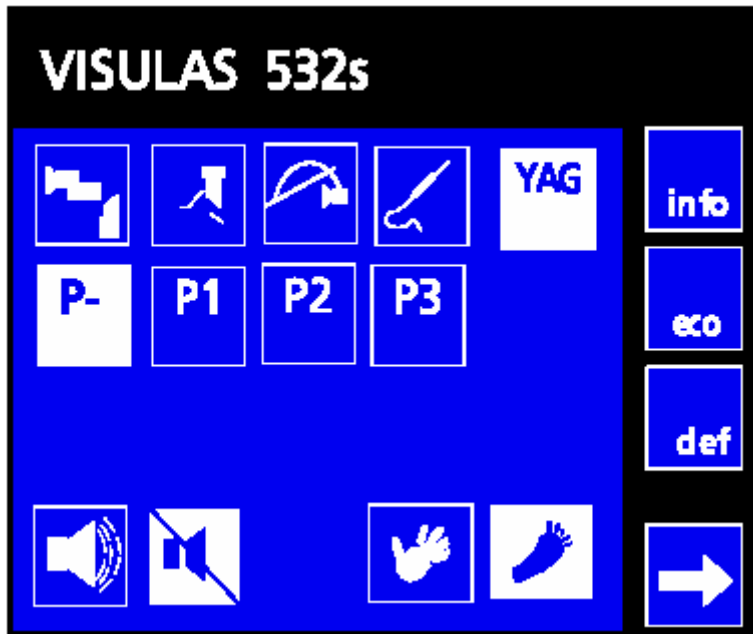 VISULAS 532s
YAG
info
P- P1 P2 P3
eco
def